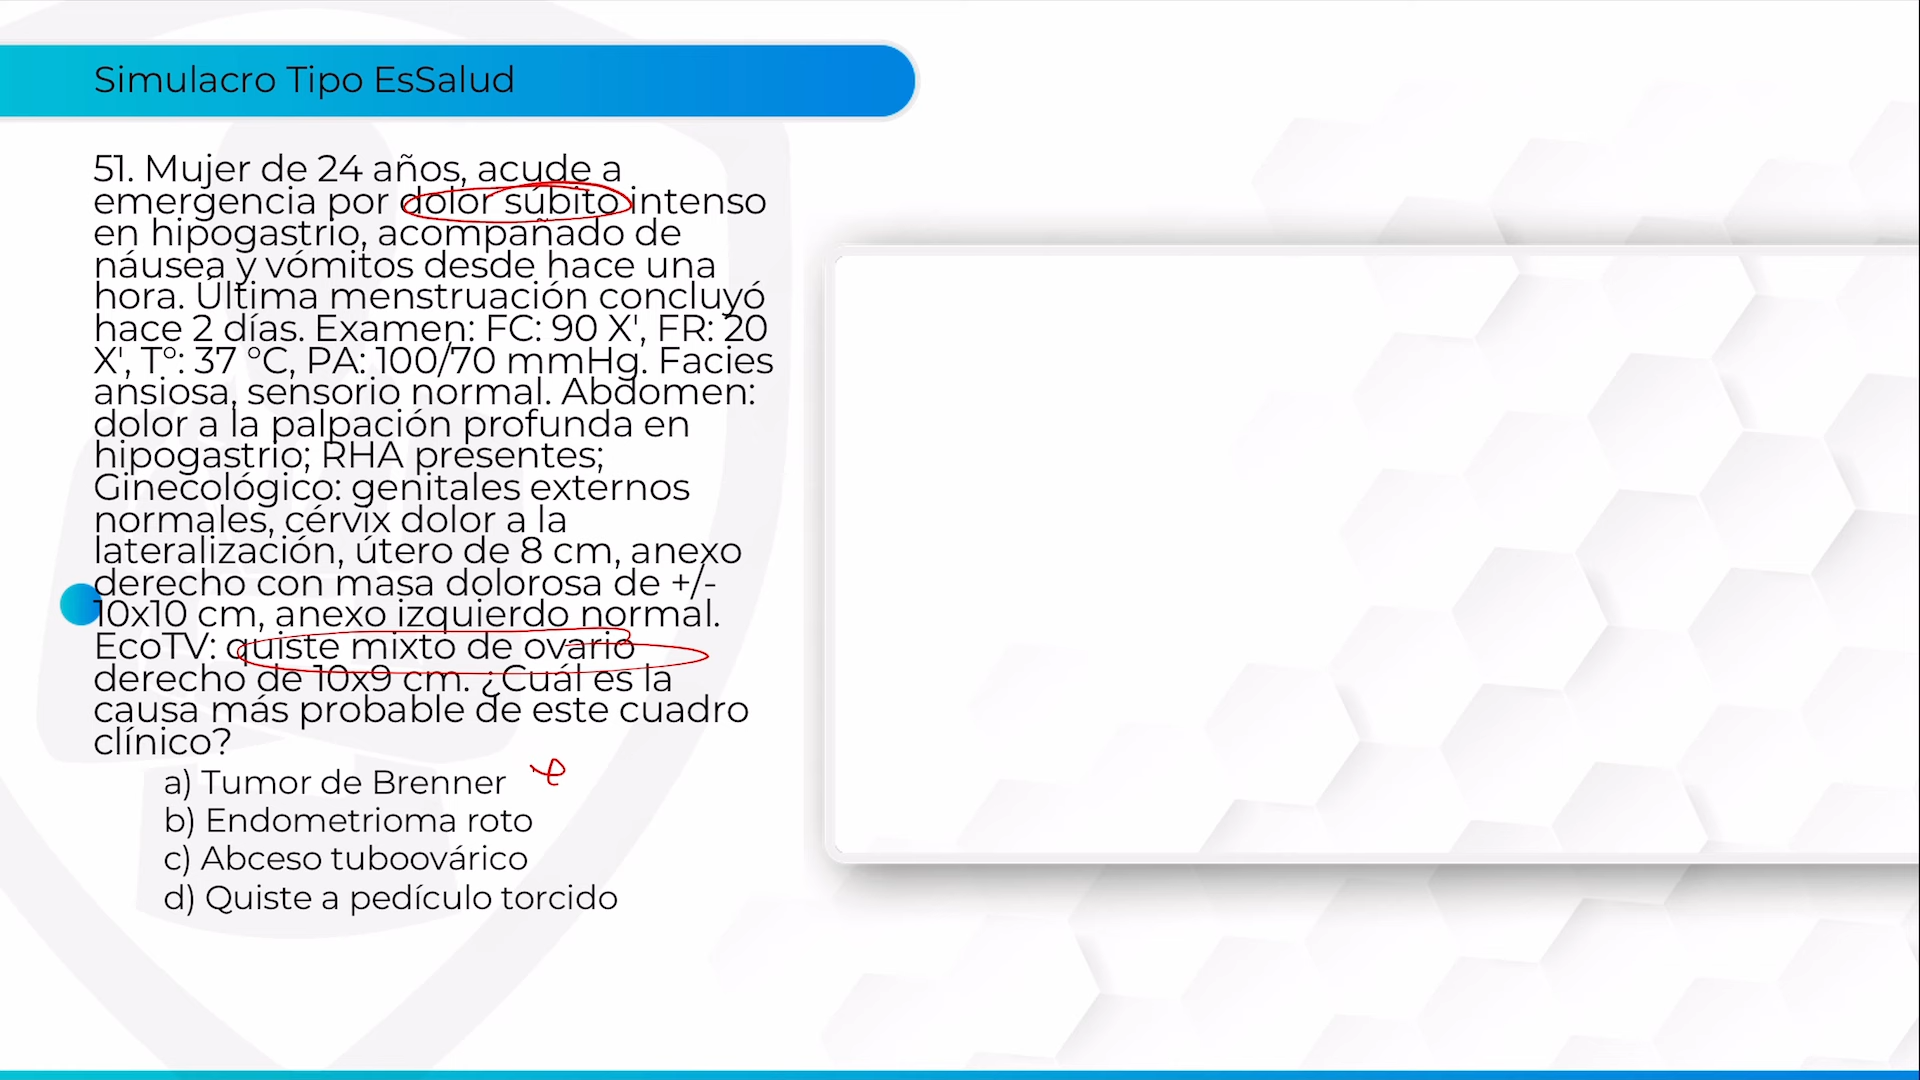 Simulacro Tipo EsSalud
51. Mujer de 24 años, acude a
emergencia por dolor súbito intenso
en hipogastrio, acompañado de
náusea y vómitos desde hace una
hora. Última menstruación concluyó
hace 2 días. Examen: FC: 90 X', FR: 20
X', Tº: 37 ºC, PA: 100/70 mmHg. Facies
ansiosa, sensorio normal. Abdomen:
dolor a la palpación profunda en
hipogastrio; RHA presentes;
Ginecológico: genitales externos
normales, cérvix dolor a la
lateralización, útero de 8 cm, anexo
derecho con masa dolorosa de +/-
10x10 cm, anexo izquierdo normal.
EcoTV: quiste mixto de ovario
derecho de 10x9 cm. ¿Cuál es la
causa más probable de este cuadro
clínico?
a) Tumor de Brenner
b) Endometrioma roto
c) Abceso tuboovárico
d) Quiste a pedículo torcido